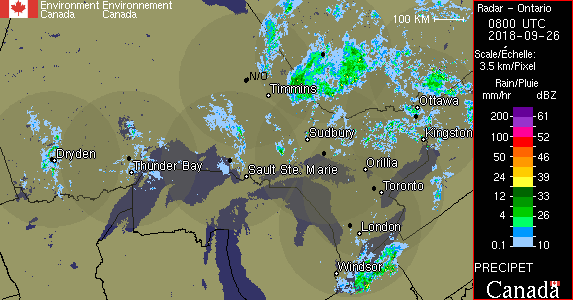 Environment Environnement
Canada Canada
100 KM
N/O
Timmins
Ottawa
Sudbury
Kingston
Dryden
Thunder Bay
Sault Ste. Marie
Orillia
Toronto
London
Windsor
Radar - Ontario
0800 UTC
2018-09-26
Scale/Échelle:
3.5 km/Pixel
Rain/Pluie
mm/hr dBZ
200 61
100 52
50 46
24 39
12 33
4 26
1 20
0.1 10
PRECIPET
Canada